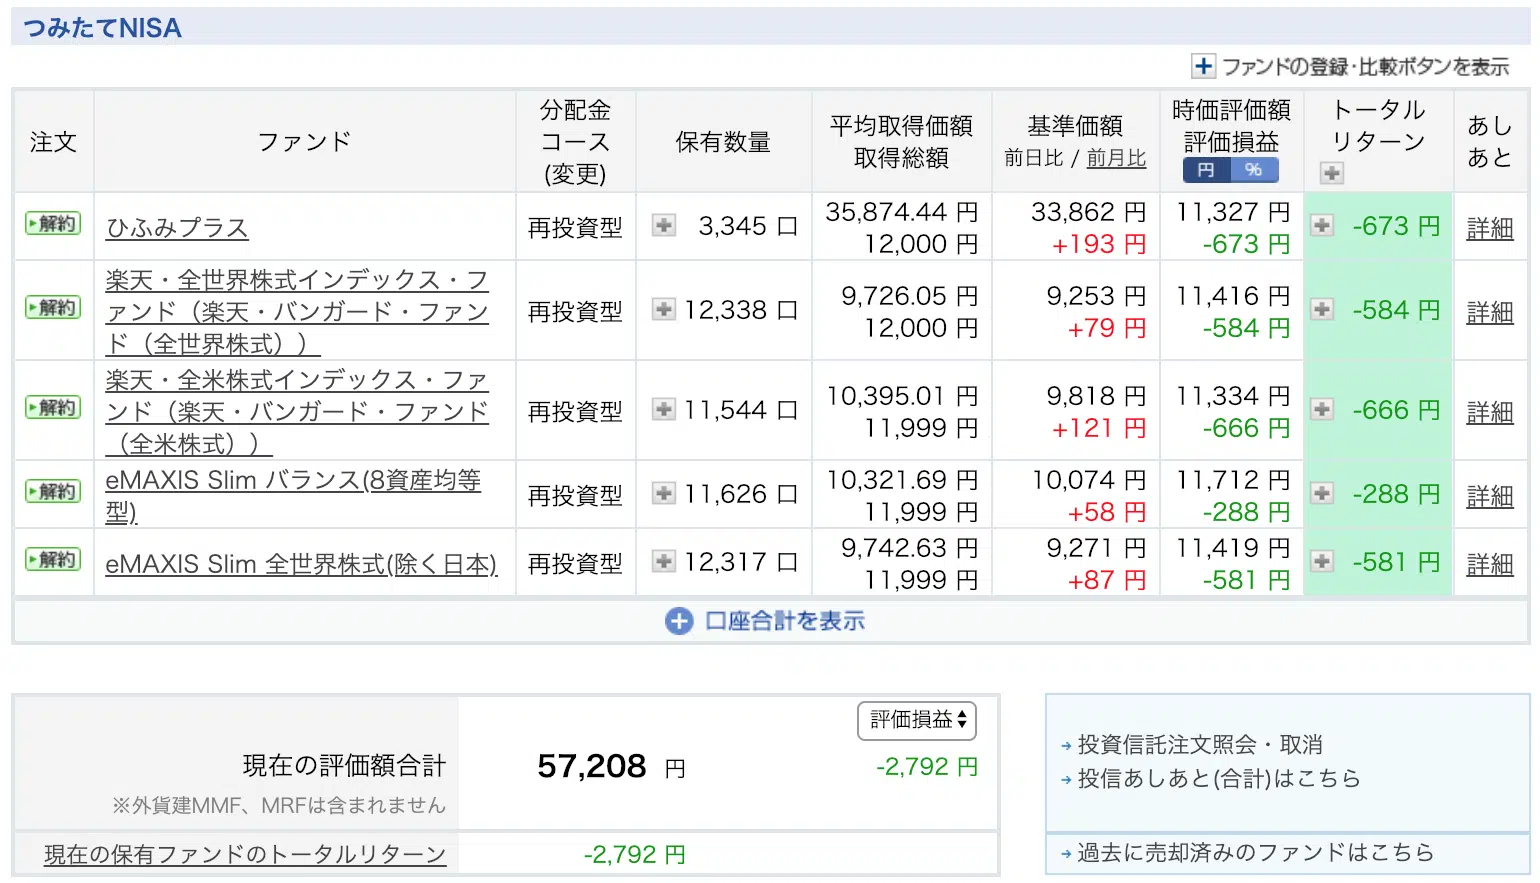 つみたてNISA
ファンドの登録・比較ボタンを表示
注文
ファンド
分配金
コース
(変更)
保有数量
平均取得価額
取得総額
基準価額
前日比 / 前月比
時価評価額
評価損益
円 %
トータル
リターン
あし
あと
解約
ひふみプラス
再投資型
3,345 口
35,874.44 円
12,000 円
33,862 円
+193 円
11,327 円
-673 円
-673 円
詳細
解約
楽天・全世界株式インデックス・フ
ァンド（楽天・バンガード・ファン
ド（全世界株式））
再投資型
12,338 口
9,726.05 円
12,000 円
9,253 円
+79 円
11,416 円
-584 円
-584 円
詳細
解約
楽天・全米株式インデックス・ファ
ンド（楽天・バンガード・ファンド
（全米株式））
再投資型
11,544 口
10,395.01 円
11,999 円
9,818 円
+121 円
11,334 円
-666 円
-666 円
詳細
解約
eMAXIS Slim バランス(8資産均等
型)
再投資型
11,626 口
10,321.69 円
11,999 円
10,074 円
+58 円
11,712 円
-288 円
-288 円
詳細
解約
eMAXIS Slim 全世界株式(除く日本)
再投資型
12,317 口
9,742.63 円
11,999 円
9,271 円
+87 円
11,419 円
-581 円
-581 円
詳細
口座合計を表示
評価損益
現在の評価額合計
57,208 円
-2,792 円
※外貨建MMF、MRFは含まれません
現在の保有ファンドのトータルリターン
-2,792 円
投資信託注文照会・取消
投信あしあと(合計)はこちら
過去に売却済みのファンドはこちら